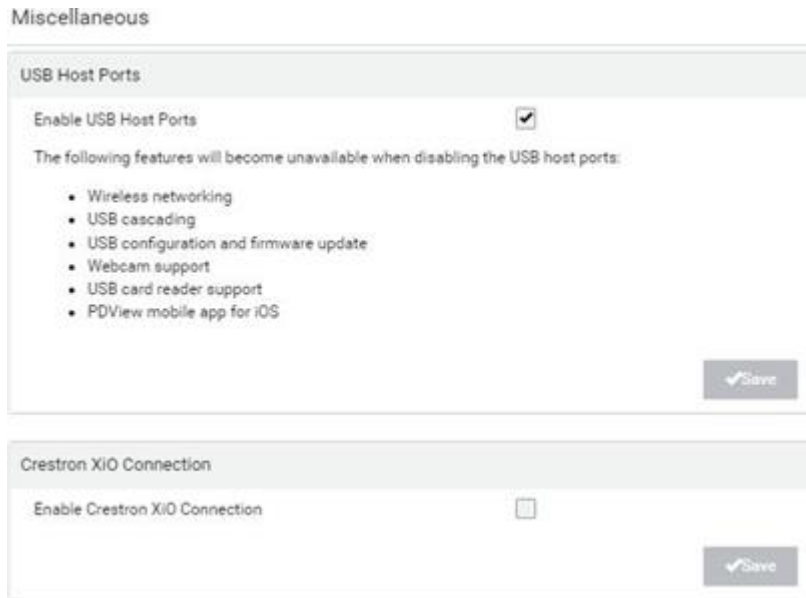 Miscellaneous
USB Host Ports
Enable USB Host Ports
The following features will become unavailable when disabling the USB host ports:
• Wireless networking
• USB cascading
• USB configuration and firmware update
• Webcam support
• USB card reader support
• PDView mobile app for iOS
Save
Crestron XiO Connection
Enable Crestron XiO Connection
Save